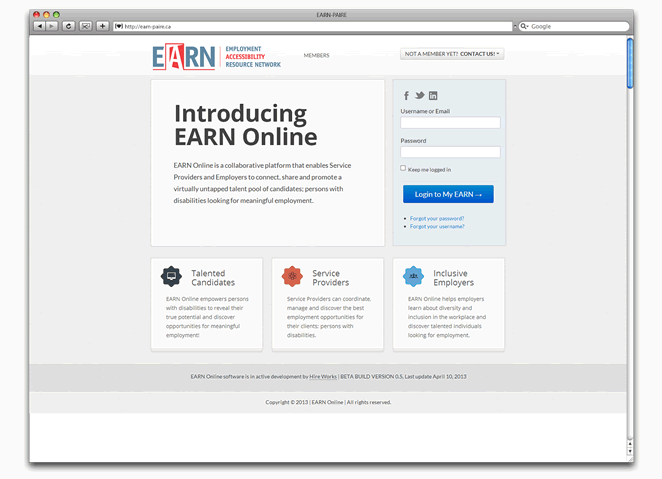 EARN-PAIRE
http://earn-paire.ca
Google
EARN
EMPLOYMENT
ACCESSIBILITY
RESOURCE NETWORK
MEMBERS
NOT A MEMBER YET? CONTACT US!
Introducing
EARN Online
EARN Online is a collaborative platform that enables Service
Providers and Employers to connect, share and promote a
virtually untapped talent pool of candidates; persons with
disabilities looking for meaningful employment.
Username or Email
Password
Keep me logged in
Login to My EARN →
Forgot your password?
Forgot your username?
Talented
Candidates
EARN Online empowers persons
with disabilities to reveal their
true potential and discover
opportunities for meaningful
employment!
Service
Providers
Service Providers can coordinate,
manage and discover the best
employment opportunities for
their clients; persons with
disabilities.
Inclusive
Employers
EARN Online helps employers
learn about diversity and
inclusion in the workplace and
discover talented individuals
looking for employment.
EARN Online software is in active development by Hire Works | BETA BUILD VERSION 0.5, Last update April 10, 2013
Copyright © 2013 | EARN Online | All rights reserved.